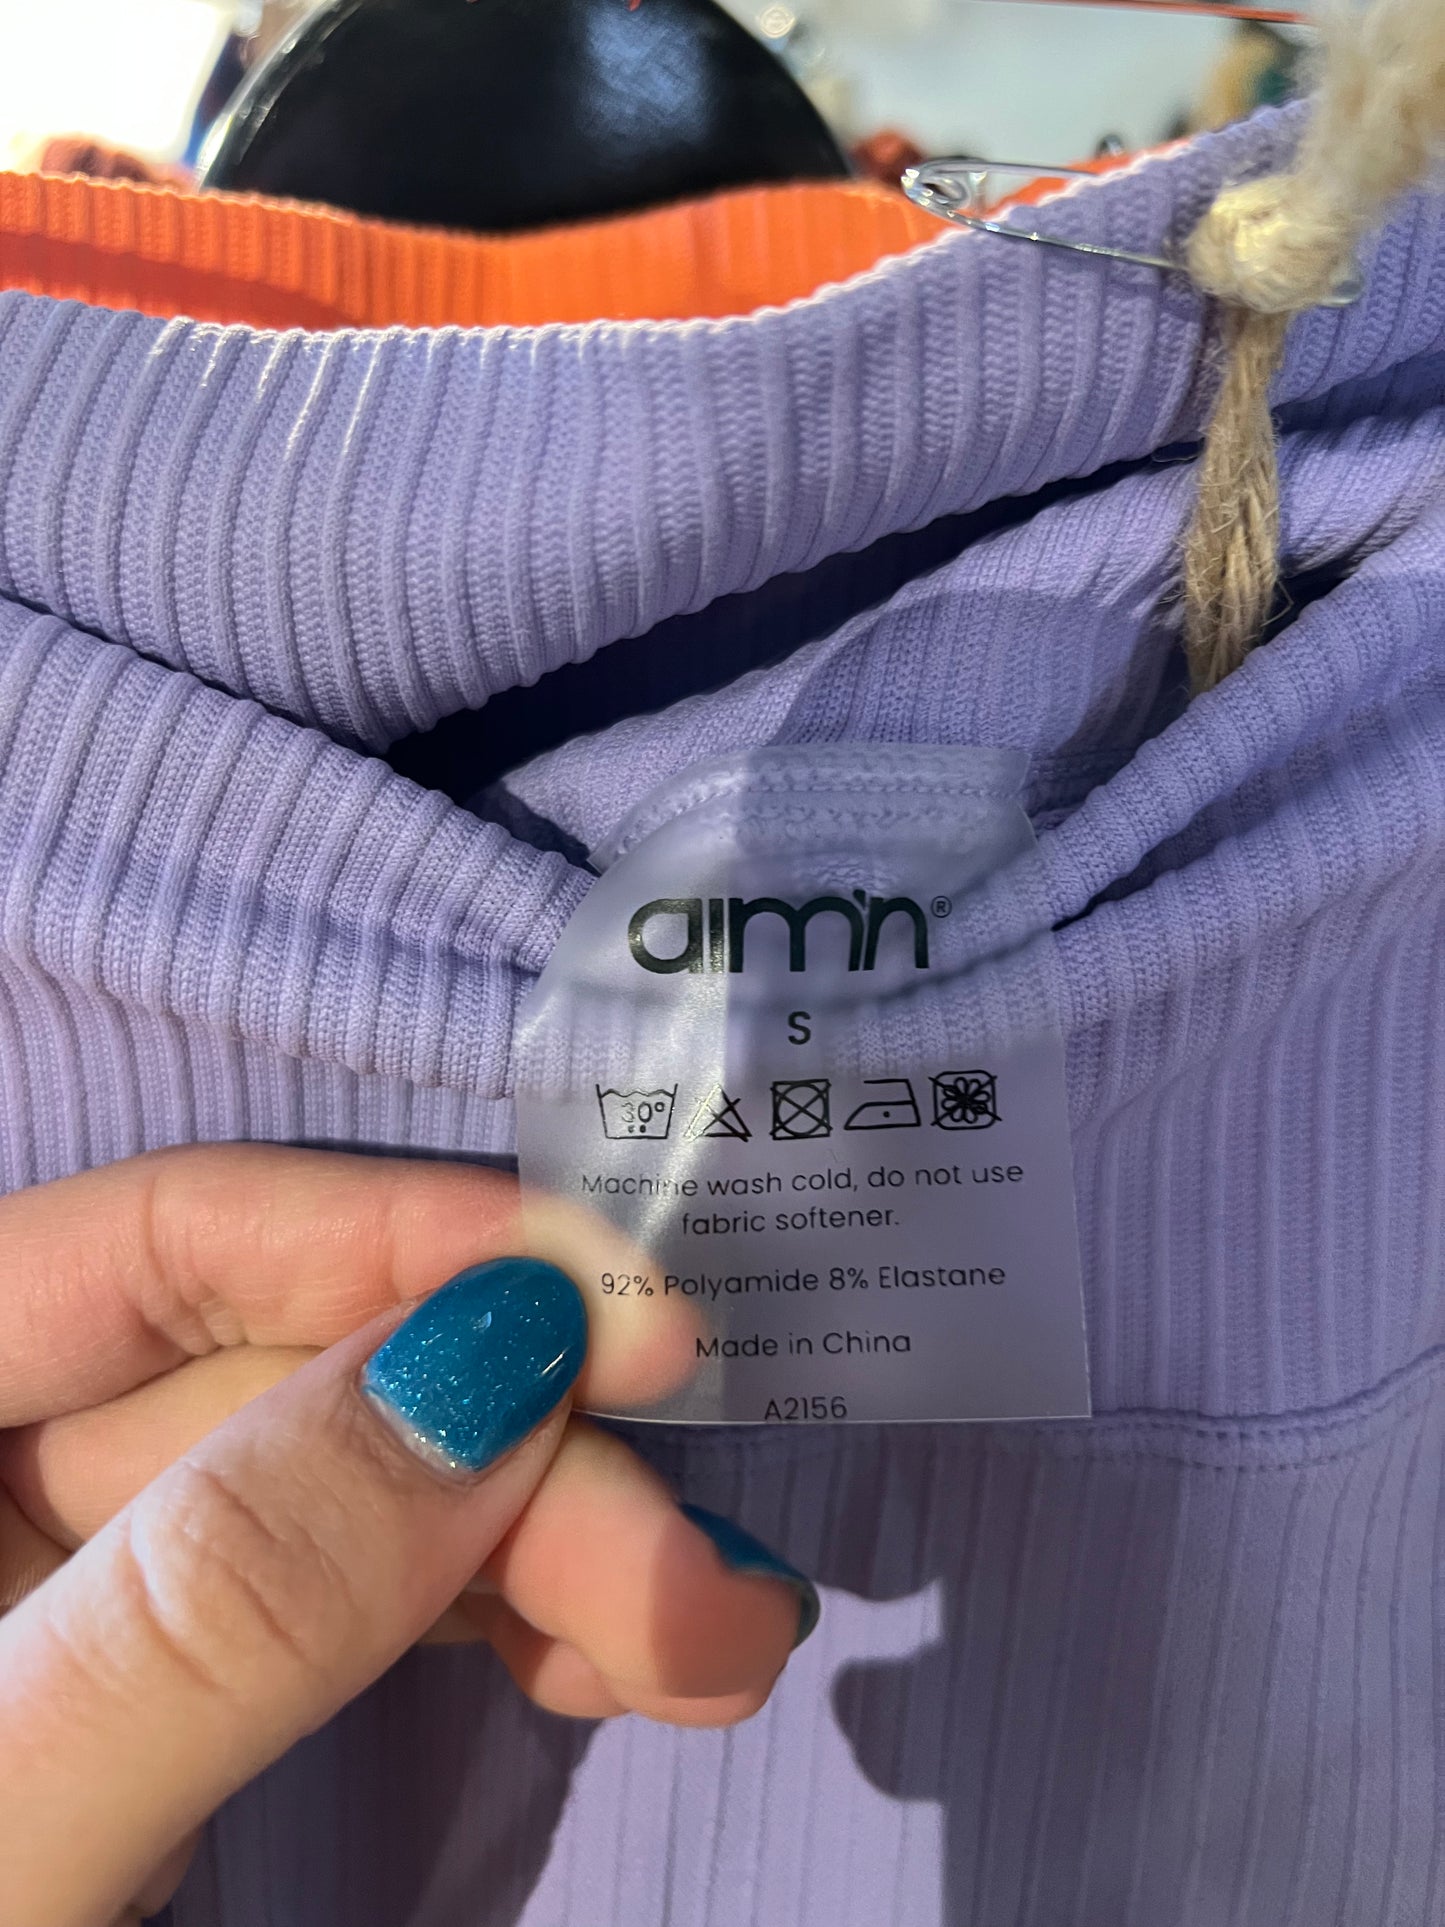 aim'n®
S
30°
Machine wash cold, do not use
fabric softener.
92% Polyamide 8% Elastane
Made in China
A2156